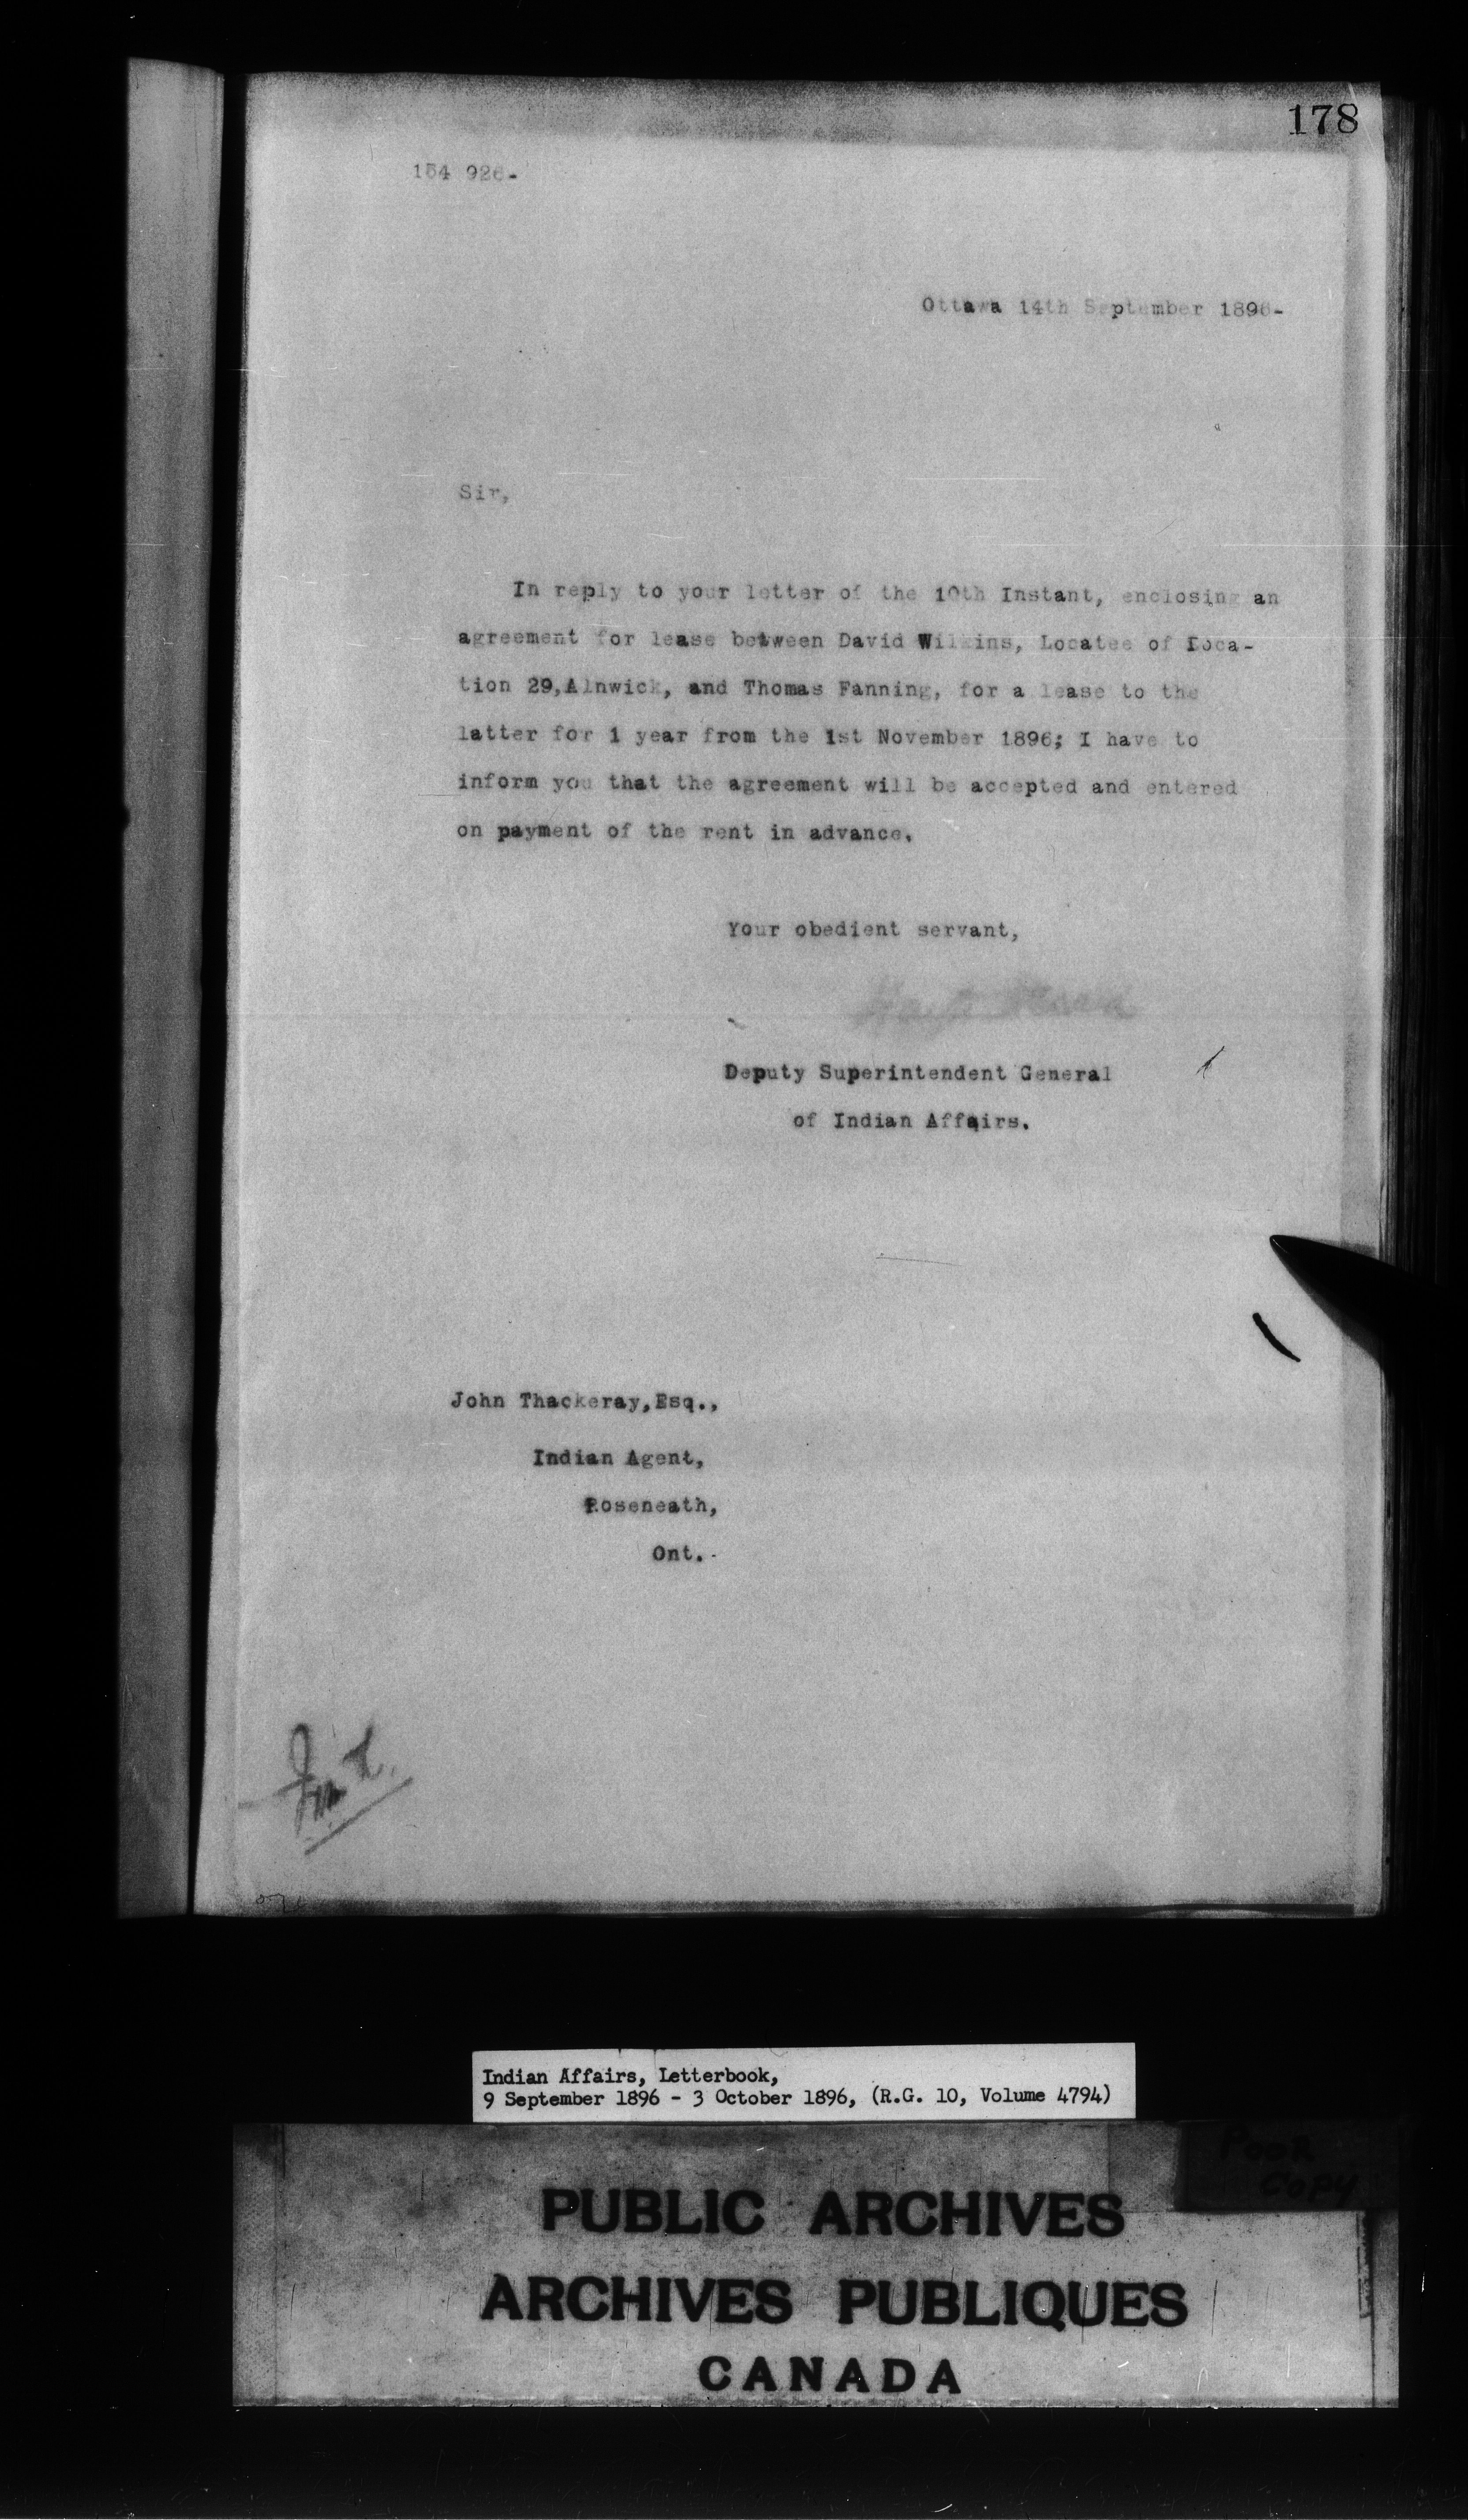 178
154 926-
Ottawa 14th September 1896-
Sir,
In reply to your letter of the 10th Instant, enclosing an
agreement for lease between David Wilkins, Locatee of Loca-
tion 29,Alnwick, and Thomas Fanning, for a lease to the
latter for 1 year from the 1st November 1896; I have to
inform you that the agreement will be accepted and entered
on payment of the rent in advance.
Your obedient servant,
Deputy Superintendent General
of Indian Affairs.
John Thackeray,Esq.,
Indian Agent,
Roseneath,
Ont.-
Indian Affairs, Letterbook,
9 September 1896 - 3 October 1896, (R.G. 10, Volume 4794)
Poor
Copy
PUBLIC ARCHIVES
ARCHIVES PUBLIQUES
CANADA